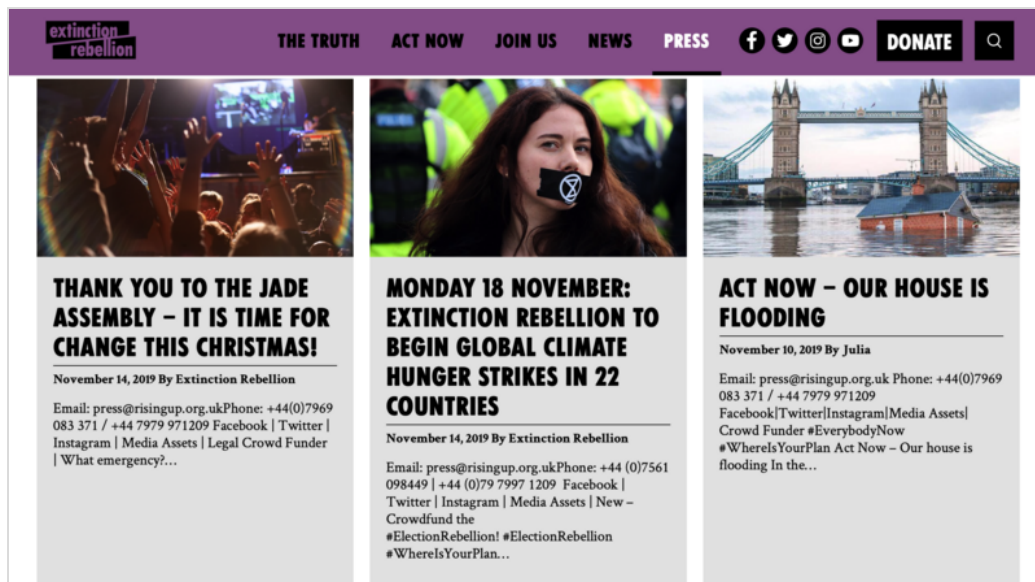 extinction
rebellion
THE TRUTH
ACT NOW
JOIN US
NEWS
PRESS
DONATE
THANK YOU TO THE JADE
ASSEMBLY – IT IS TIME FOR
CHANGE THIS CHRISTMAS!
November 14, 2019 By Extinction Rebellion
Email: press@risingup.org.ukPhone: +44(0)7969
083 371 / +44 7979 971209 Facebook | Twitter |
Instagram | Media Assets | Legal Crowd Funder
| What emergency?…
MONDAY 18 NOVEMBER:
EXTINCTION REBELLION TO
BEGIN GLOBAL CLIMATE
HUNGER STRIKES IN 22
COUNTRIES
November 14, 2019 By Extinction Rebellion
Email: press@risingup.org.ukPhone: +44 (0)7561
098449 | +44 (0)79 7997 1209 Facebook |
Twitter | Instagram | Media Assets | New –
Crowdfund the
#ElectionRebellion! #ElectionRebellion
#WhereIsYourPlan…
ACT NOW – OUR HOUSE IS
FLOODING
November 10, 2019 By Julia
Email: press@risingup.org.uk Phone: +44(0)7969
083 371 / +44 7979 971209
Facebook|Twitter|Instagram|Media Assets|
Crowd Funder #EverybodyNow
#WhereIsYourPlan Act Now – Our house is
flooding In the…